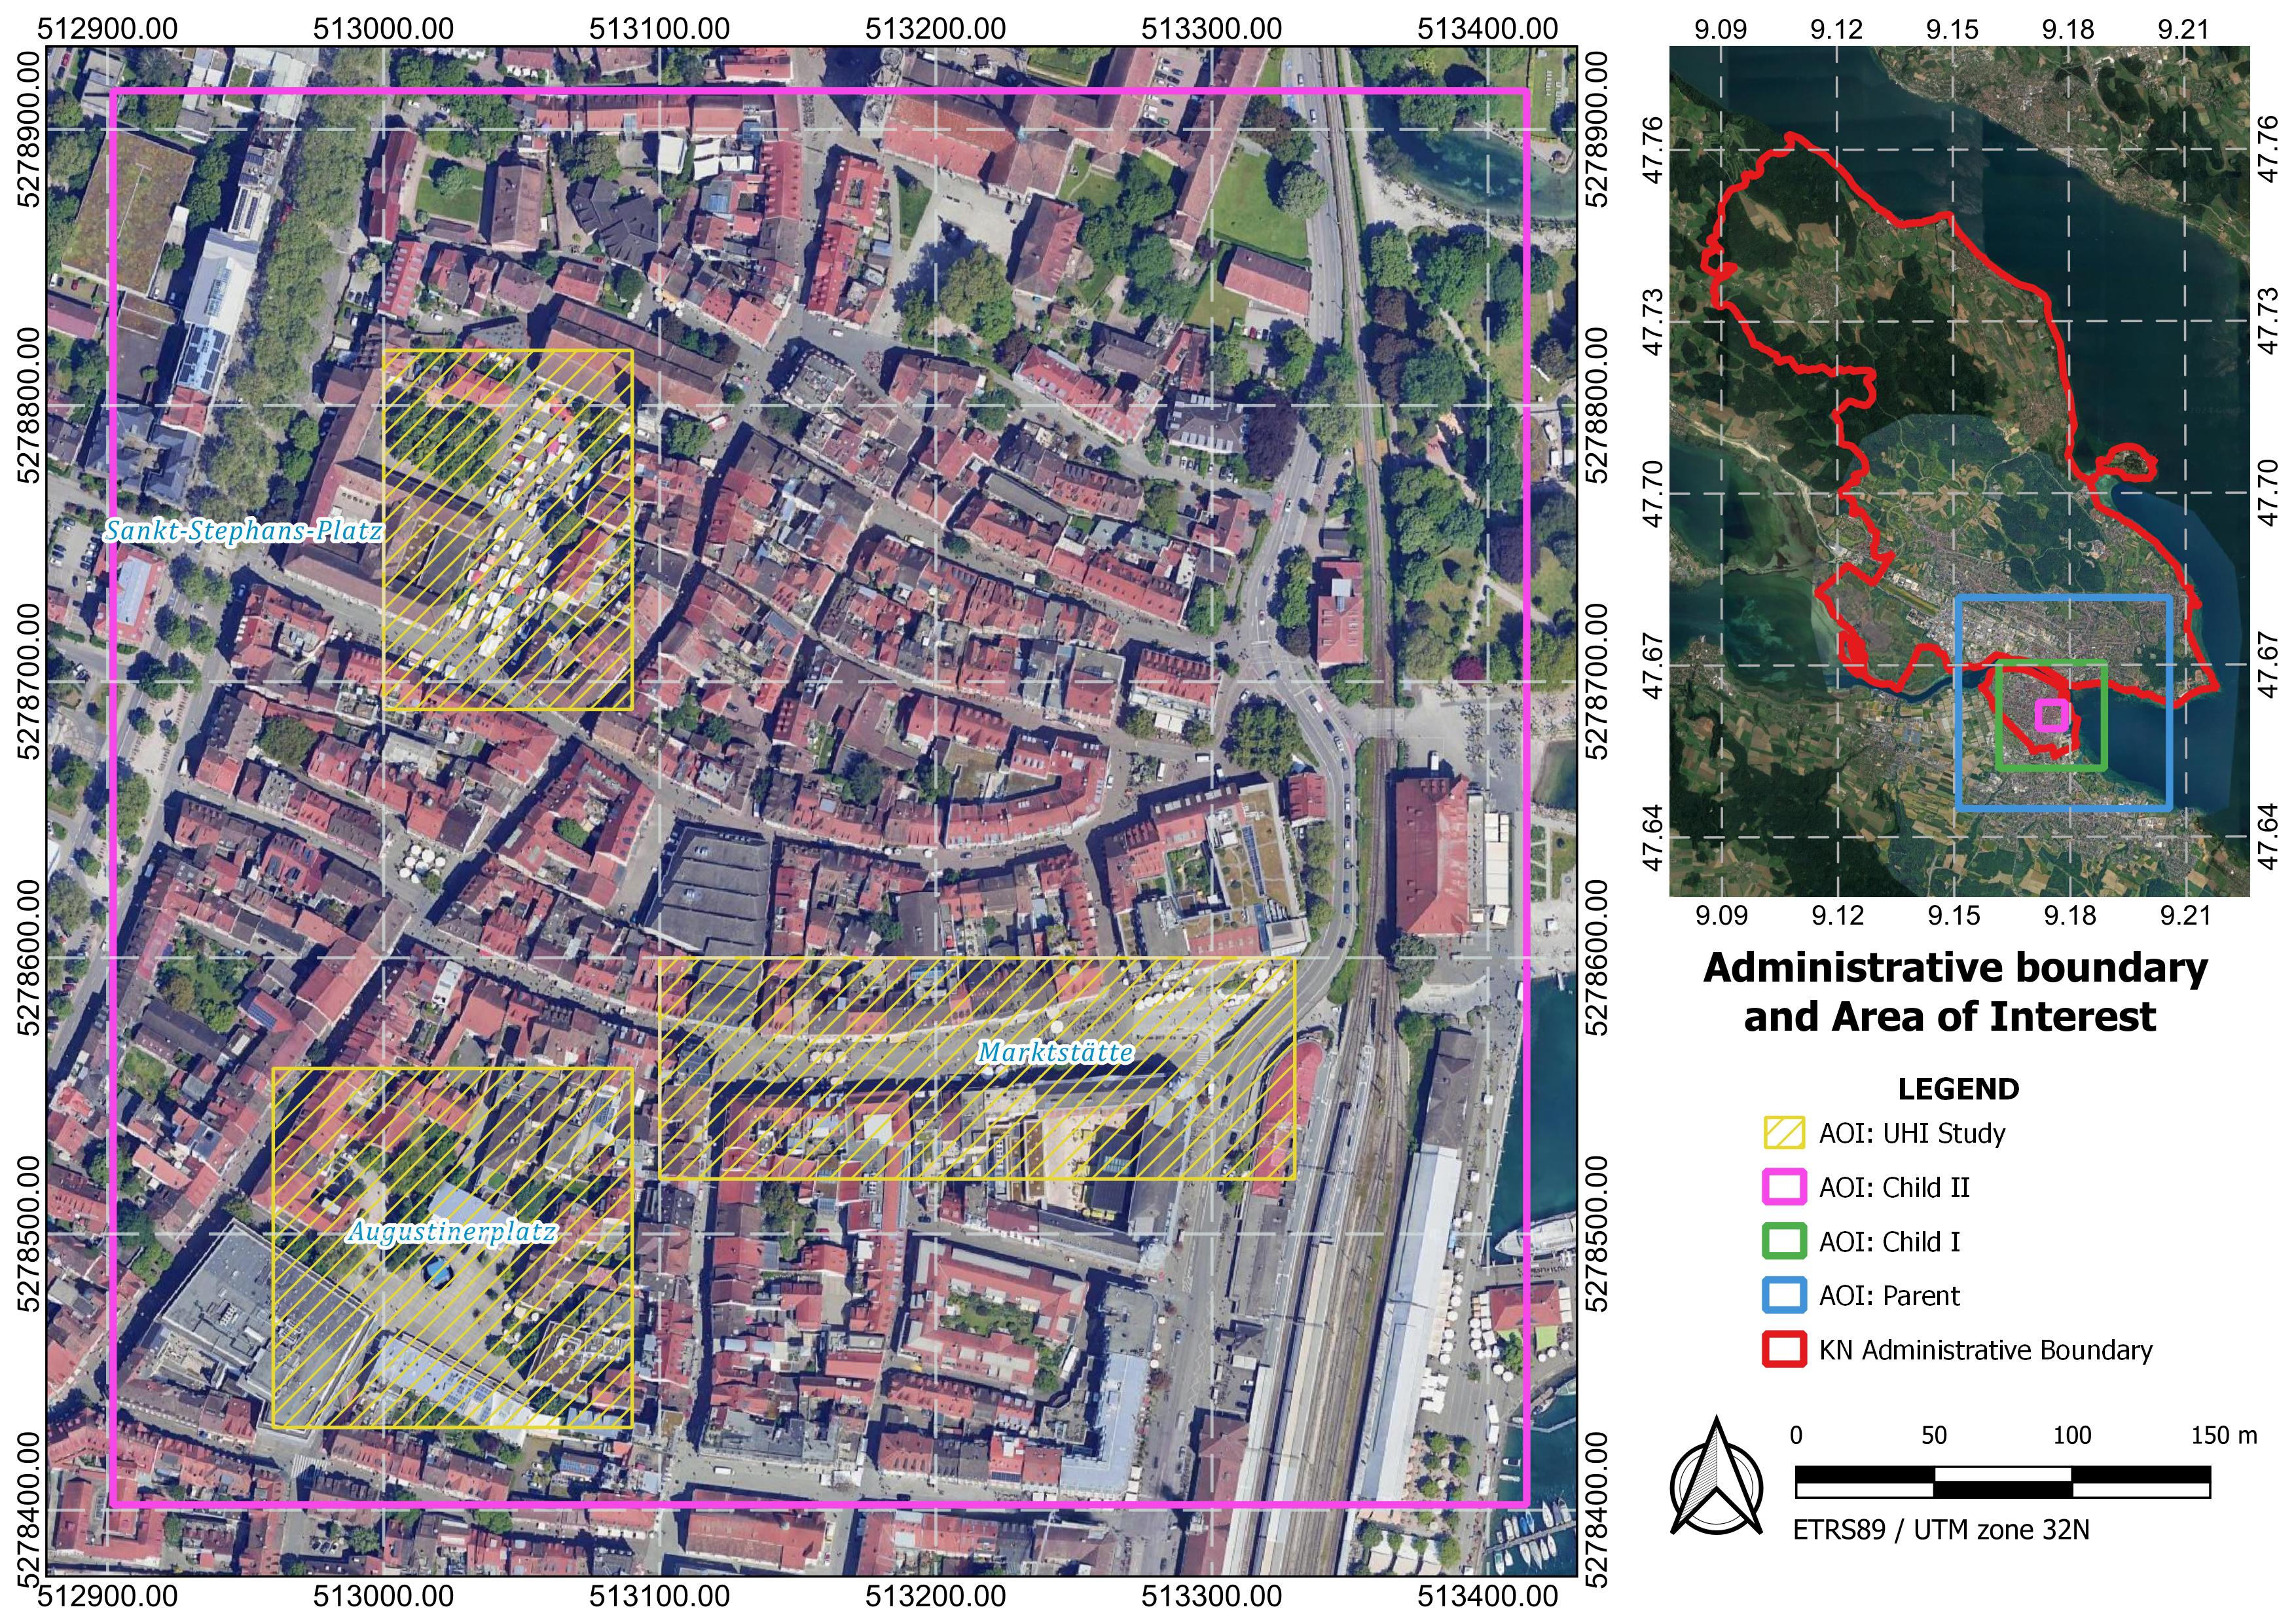 512900.00 513000.00 513100.00 513200.00 513300.00 513400.00
5278900.00
5278800.00
5278700.00
5278600.00
5278500.00
5278400.00
Sankt-Stephans-Platz
Marktstätte
Augustinerplatz
5278900.00
5278800.00
5278700.00
5278600.00
5278500.00
5278400.00
512900.00 513000.00 513100.00 513200.00 513300.00 513400.00
9.09 9.12 9.15 9.18 9.21
47.76
47.73
47.70
47.67
47.64
47.76
47.73
47.70
47.67
47.64
9.09 9.12 9.15 9.18 9.21
Administrative boundary
and Area of Interest
LEGEND
AOI: UHI Study
AOI: Child II
AOI: Child I
AOI: Parent
KN Administrative Boundary
0 50 100 150 m
ETRS89 / UTM zone 32N